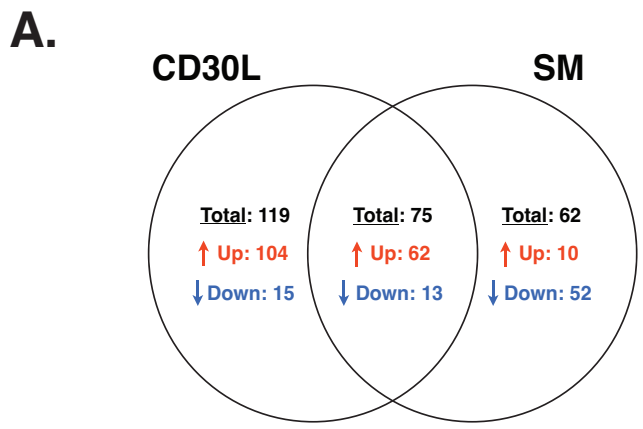 A.
CD30L
SM
Total: 119
↑ Up: 104
↓ Down: 15
Total: 75
↑ Up: 62
↓ Down: 13
Total: 62
↑ Up: 10
↓ Down: 52